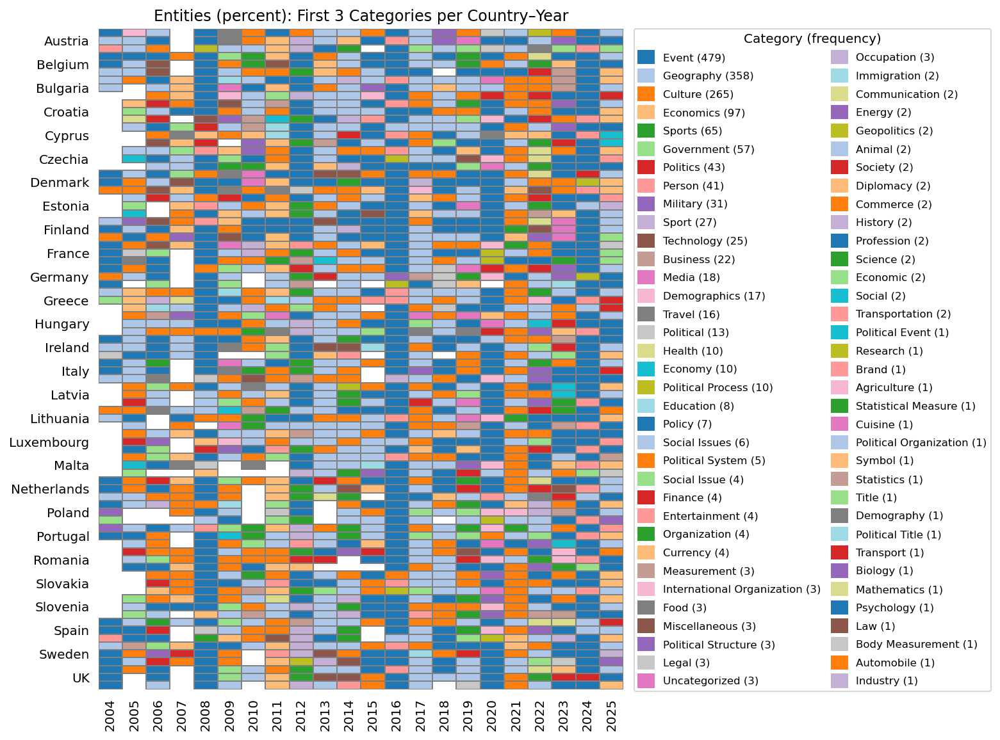 Entities (percent): First 3 Categories per Country–Year
Austria
Belgium
Bulgaria
Croatia
Cyprus
Czechia
Denmark
Estonia
Finland
France
Germany
Greece
Hungary
Ireland
Italy
Latvia
Lithuania
Luxembourg
Malta
Netherlands
Poland
Portugal
Romania
Slovakia
Slovenia
Spain
Sweden
UK
2004 2005 2006 2007 2008 2009 2010 2011 2012 2013 2014 2015 2016 2017 2018 2019 2020 2021 2022 2023 2024 2025
Category (frequency)
Event (479)
Geography (358)
Culture (265)
Economics (97)
Sports (65)
Government (57)
Politics (43)
Person (41)
Military (31)
Sport (27)
Technology (25)
Business (22)
Media (18)
Demographics (17)
Travel (16)
Political (13)
Health (10)
Economy (10)
Political Process (10)
Education (8)
Policy (7)
Social Issues (6)
Political System (5)
Social Issue (4)
Finance (4)
Entertainment (4)
Organization (4)
Currency (4)
Measurement (3)
International Organization (3)
Food (3)
Miscellaneous (3)
Political Structure (3)
Legal (3)
Uncategorized (3)
Occupation (3)
Immigration (2)
Communication (2)
Energy (2)
Geopolitics (2)
Animal (2)
Society (2)
Diplomacy (2)
Commerce (2)
History (2)
Profession (2)
Science (2)
Economic (2)
Social (2)
Transportation (2)
Political Event (1)
Research (1)
Brand (1)
Agriculture (1)
Statistical Measure (1)
Cuisine (1)
Political Organization (1)
Symbol (1)
Statistics (1)
Title (1)
Demography (1)
Political Title (1)
Transport (1)
Biology (1)
Mathematics (1)
Psychology (1)
Law (1)
Body Measurement (1)
Automobile (1)
Industry (1)